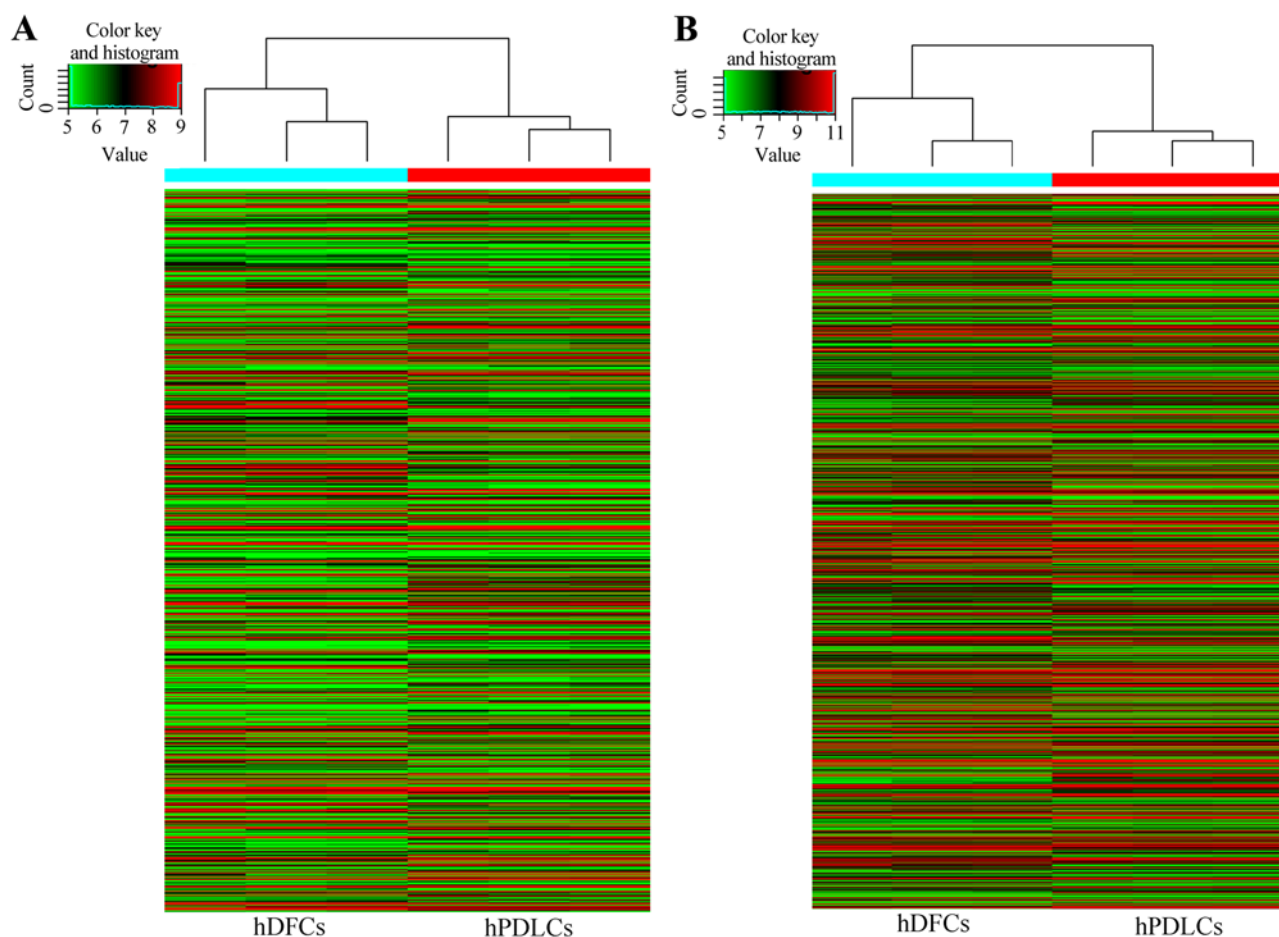 A
Color key
and histogram
Count
0
5 6 7 8 9
Value
hDFCs
hPDLCs
B
Color key
and histogram
Count
0
5 7 9 11
Value
hDFCs
hPDLCs